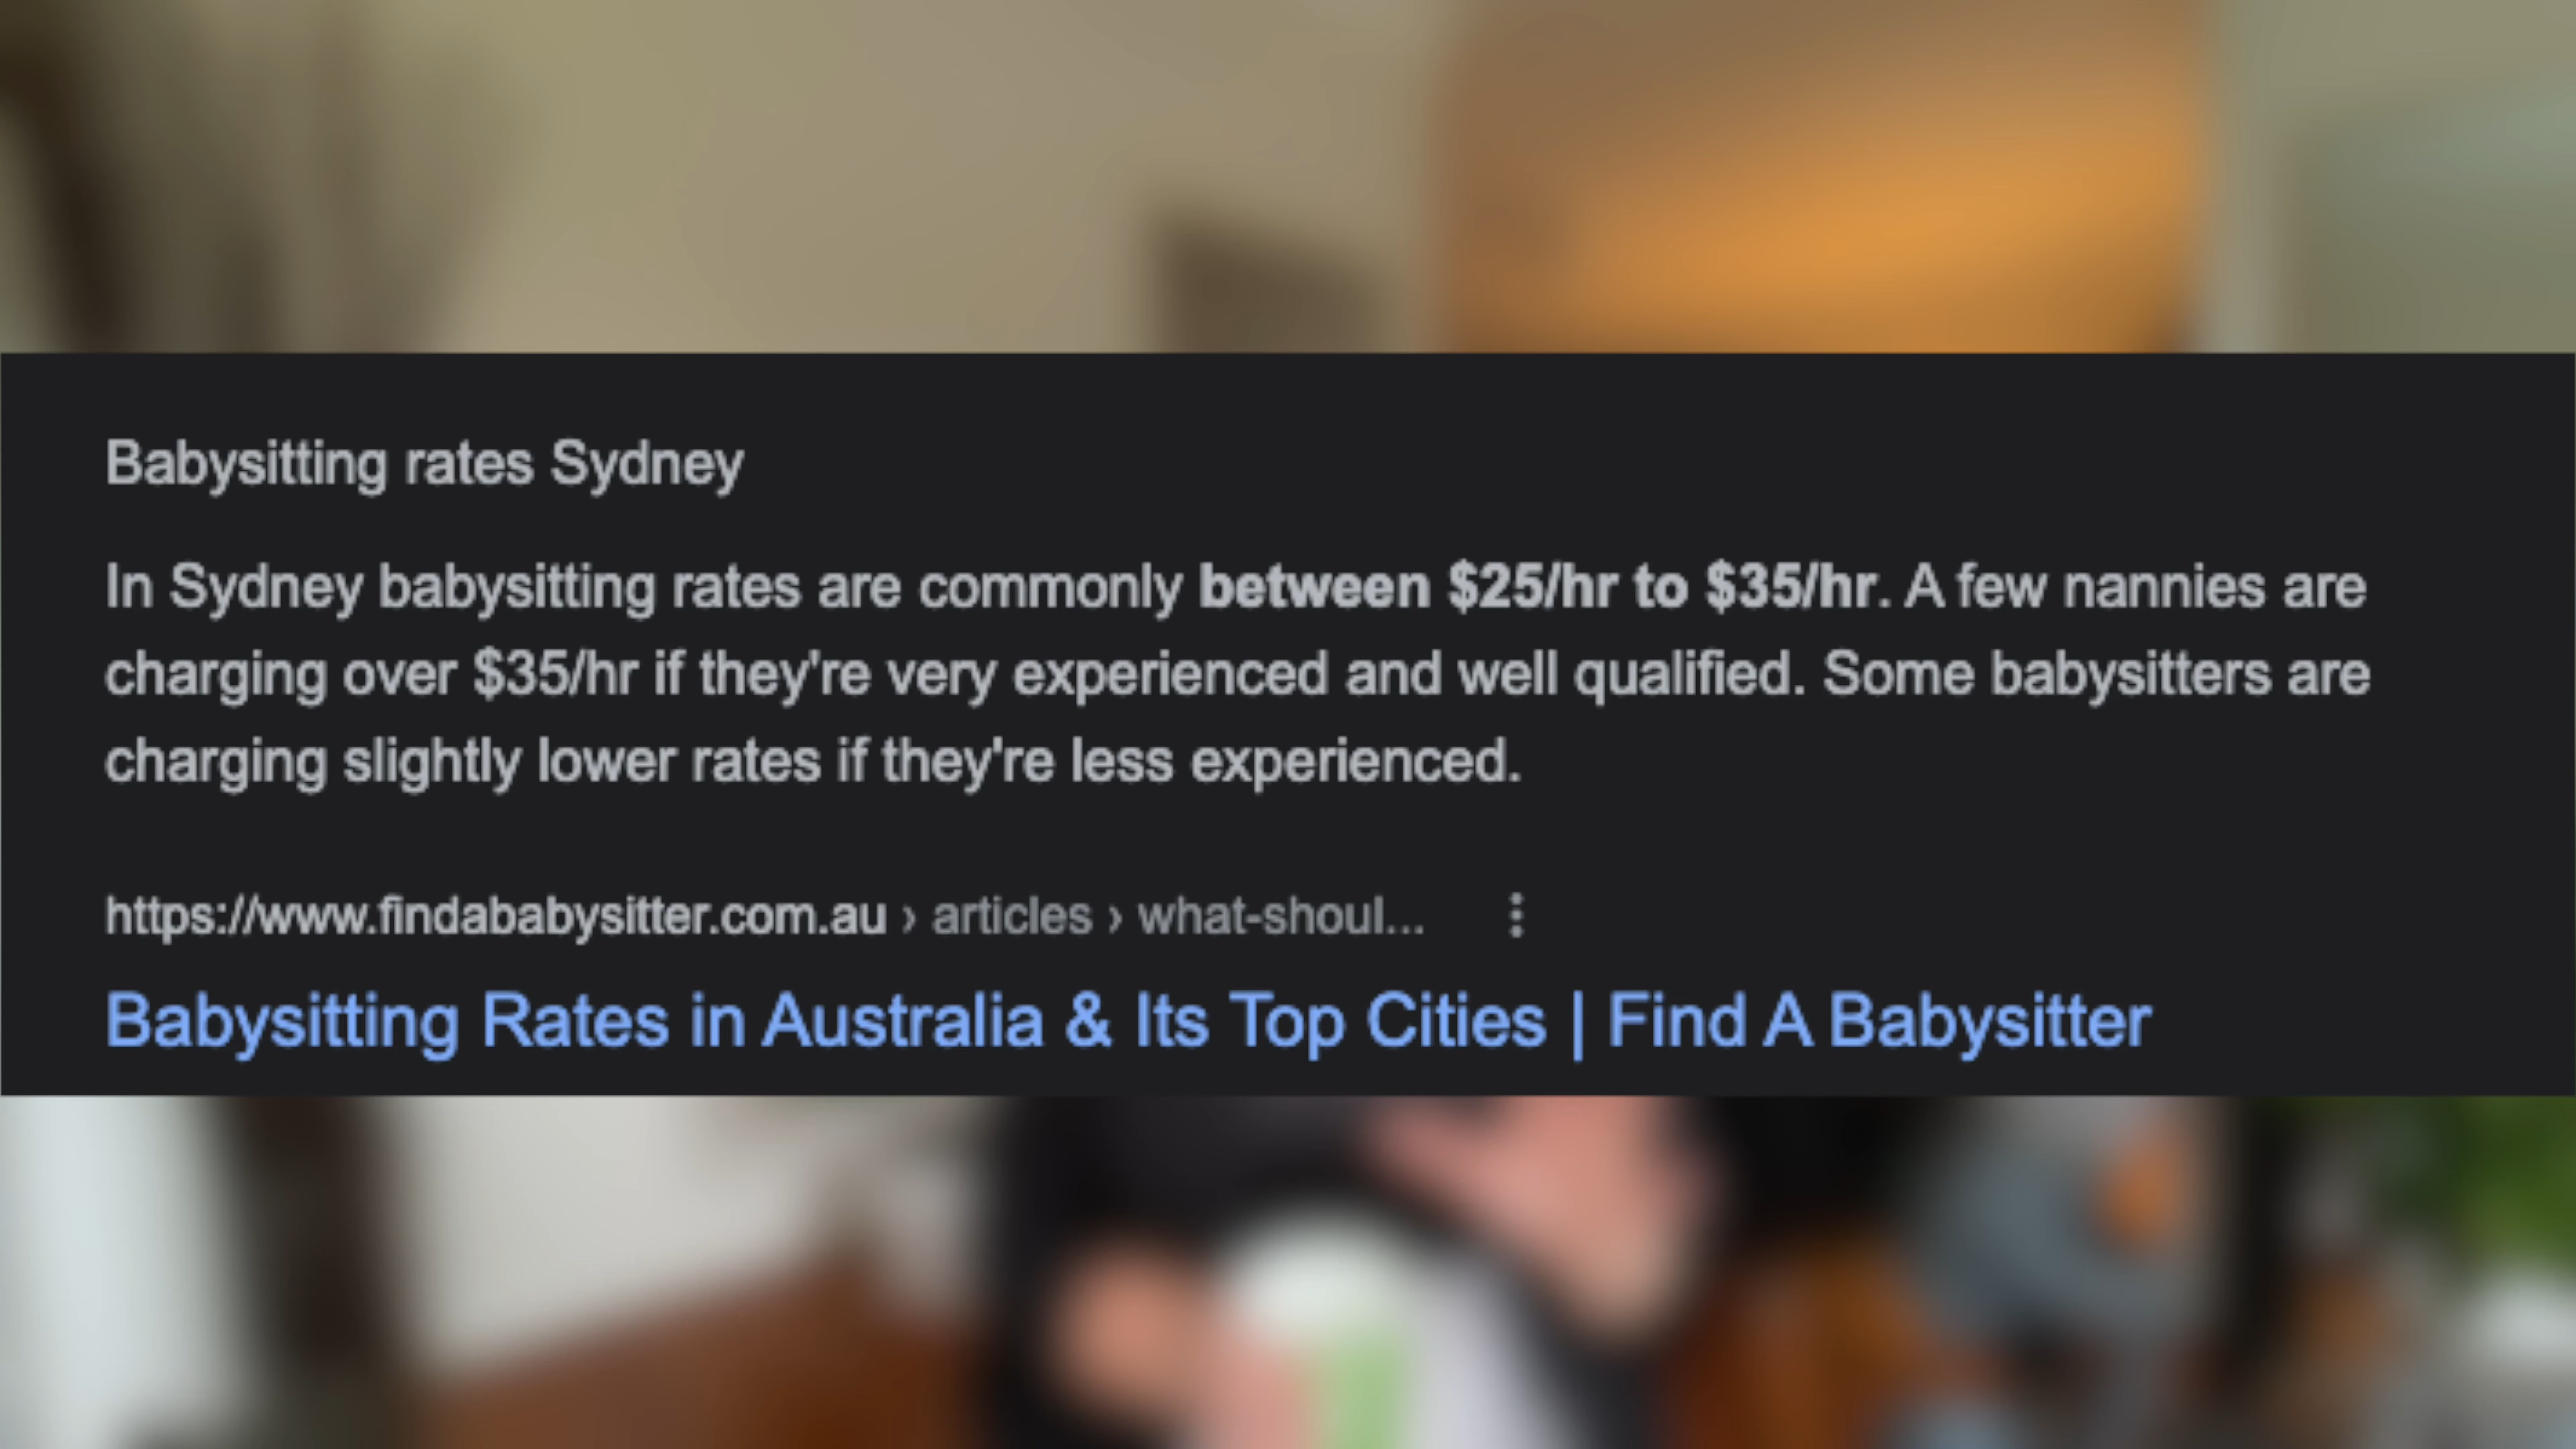 Babysitting rates Sydney
In Sydney babysitting rates are commonly between $25/hr to $35/hr. A few nannies are
charging over $35/hr if they're very experienced and well qualified. Some babysitters are
charging slightly lower rates if they're less experienced.
https://www.findababysitter.com.au › articles › what-shoul...
Babysitting Rates in Australia & Its Top Cities | Find A Babysitter